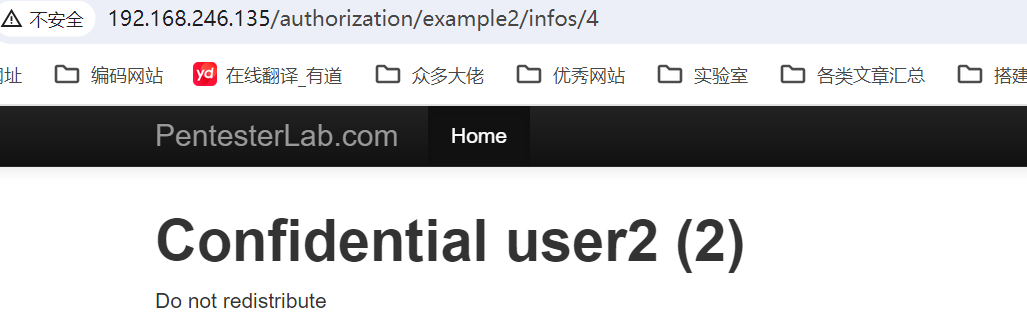 不安全 192.168.246.135/authorization/example2/infos/4
网址 编码网站 yd 在线翻译_有道 众多大佬 优秀网站 实验室 各类文章汇总 搭建
PentesterLab.com Home
Confidential user2 (2)
Do not redistribute